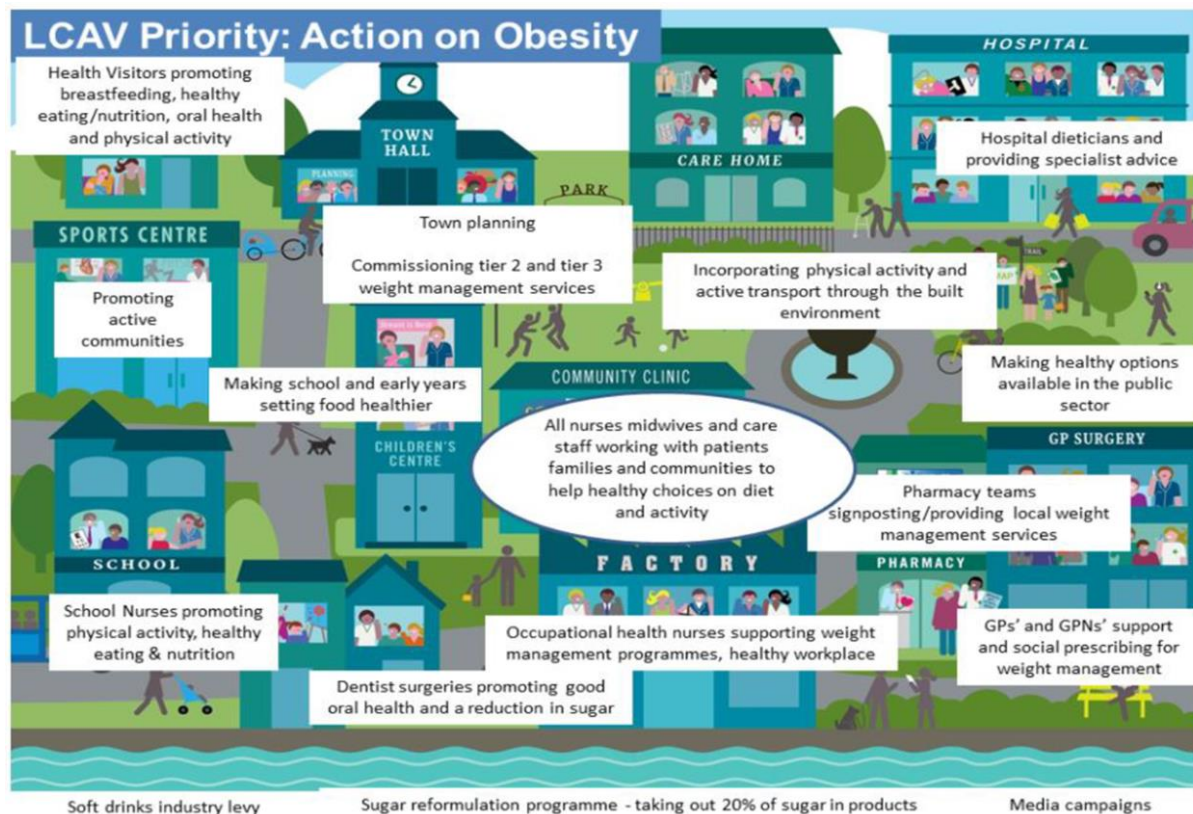 LCAV Priority: Action on Obesity
Health Visitors promoting
breastfeeding, healthy
eating/nutrition, oral health
and physical activity
TOWN
HALL
PLANNING
CARE HOME
HOSPITAL
Hospital dieticians and
providing specialist advice
PARK
SPORTS CENTRE
Town planning
Commissioning tier 2 and tier 3
weight management services
Incorporating physical activity and
active transport through the built
environment
TRAIL
MAP
Promoting
active
communities
Making school and early years
setting food healthier
CHILDREN'S
CENTRE
COMMUNITY CLINIC
All nurses midwives and care
staff working with patients
families and communities to
help healthy choices on diet
and activity
Making healthy options
available in the public
sector
GP SURGERY
Pharmacy teams
signposting/providing local weight
management services
PHARMACY
SCHOOL
FACTORY
School Nurses promoting
physical activity, healthy
eating & nutrition
Occupational health nurses supporting weight
management programmes, healthy workplace
GPs' and GPNs' support
and social prescribing for
weight management
Dentist surgeries promoting good
oral health and a reduction in sugar
Soft drinks industry levy
Sugar reformulation programme - taking out 20% of sugar in products
Media campaigns